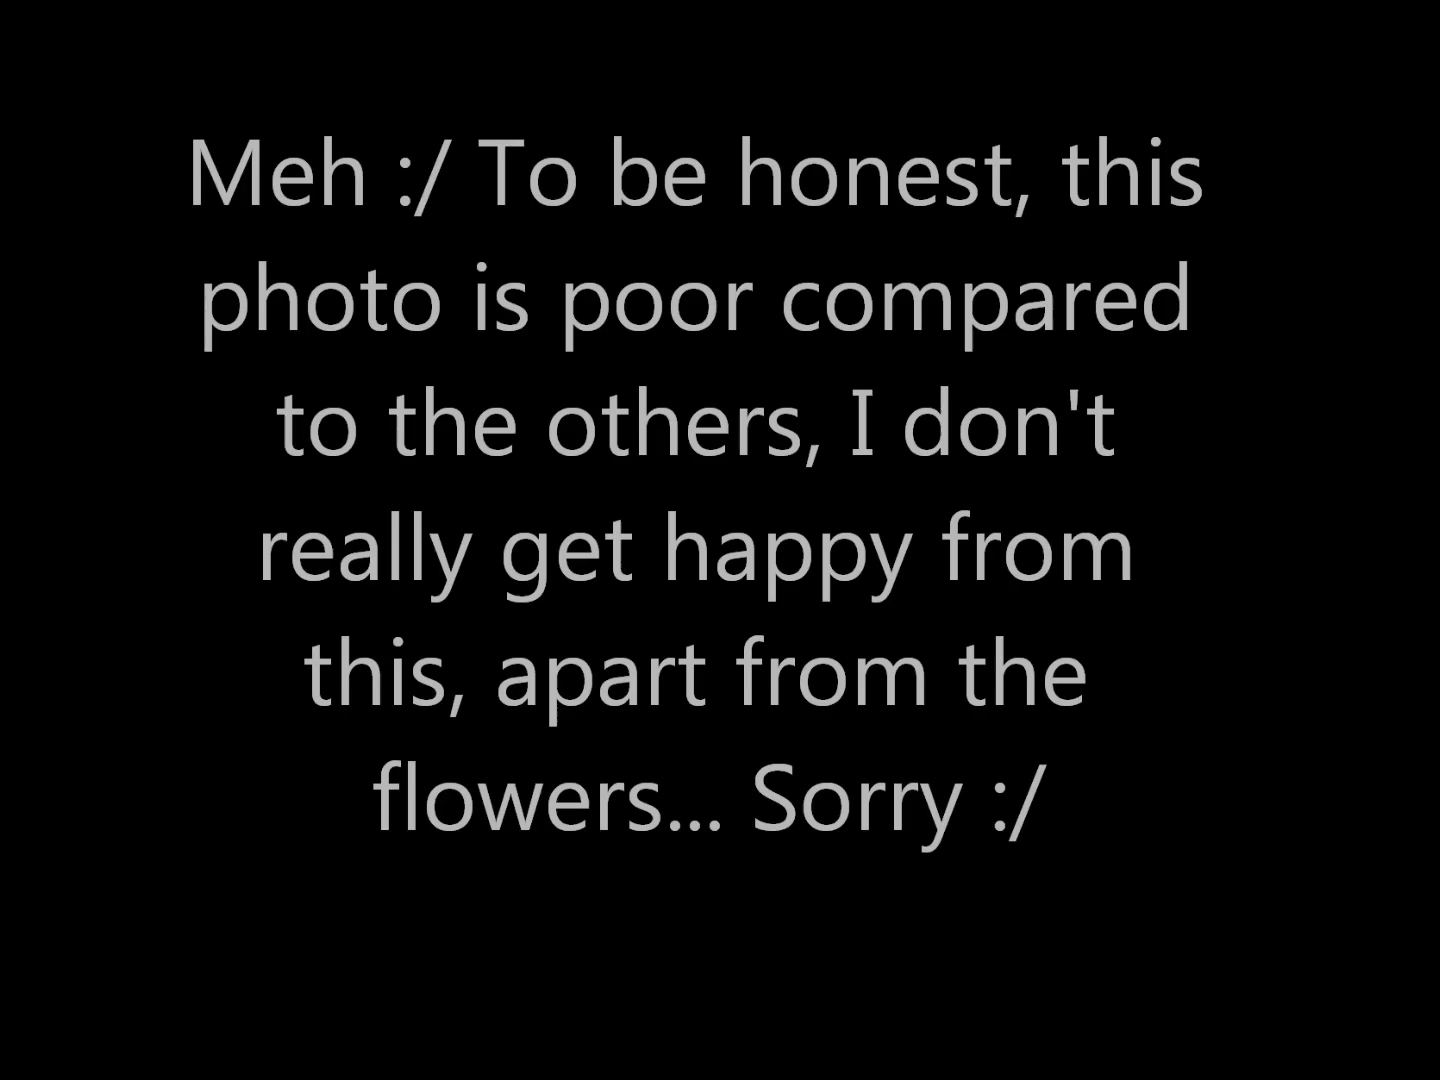 Meh :/ To be honest, this
photo is poor compared
to the others, I don't
really get happy from
this, apart from the
flowers... Sorry :/